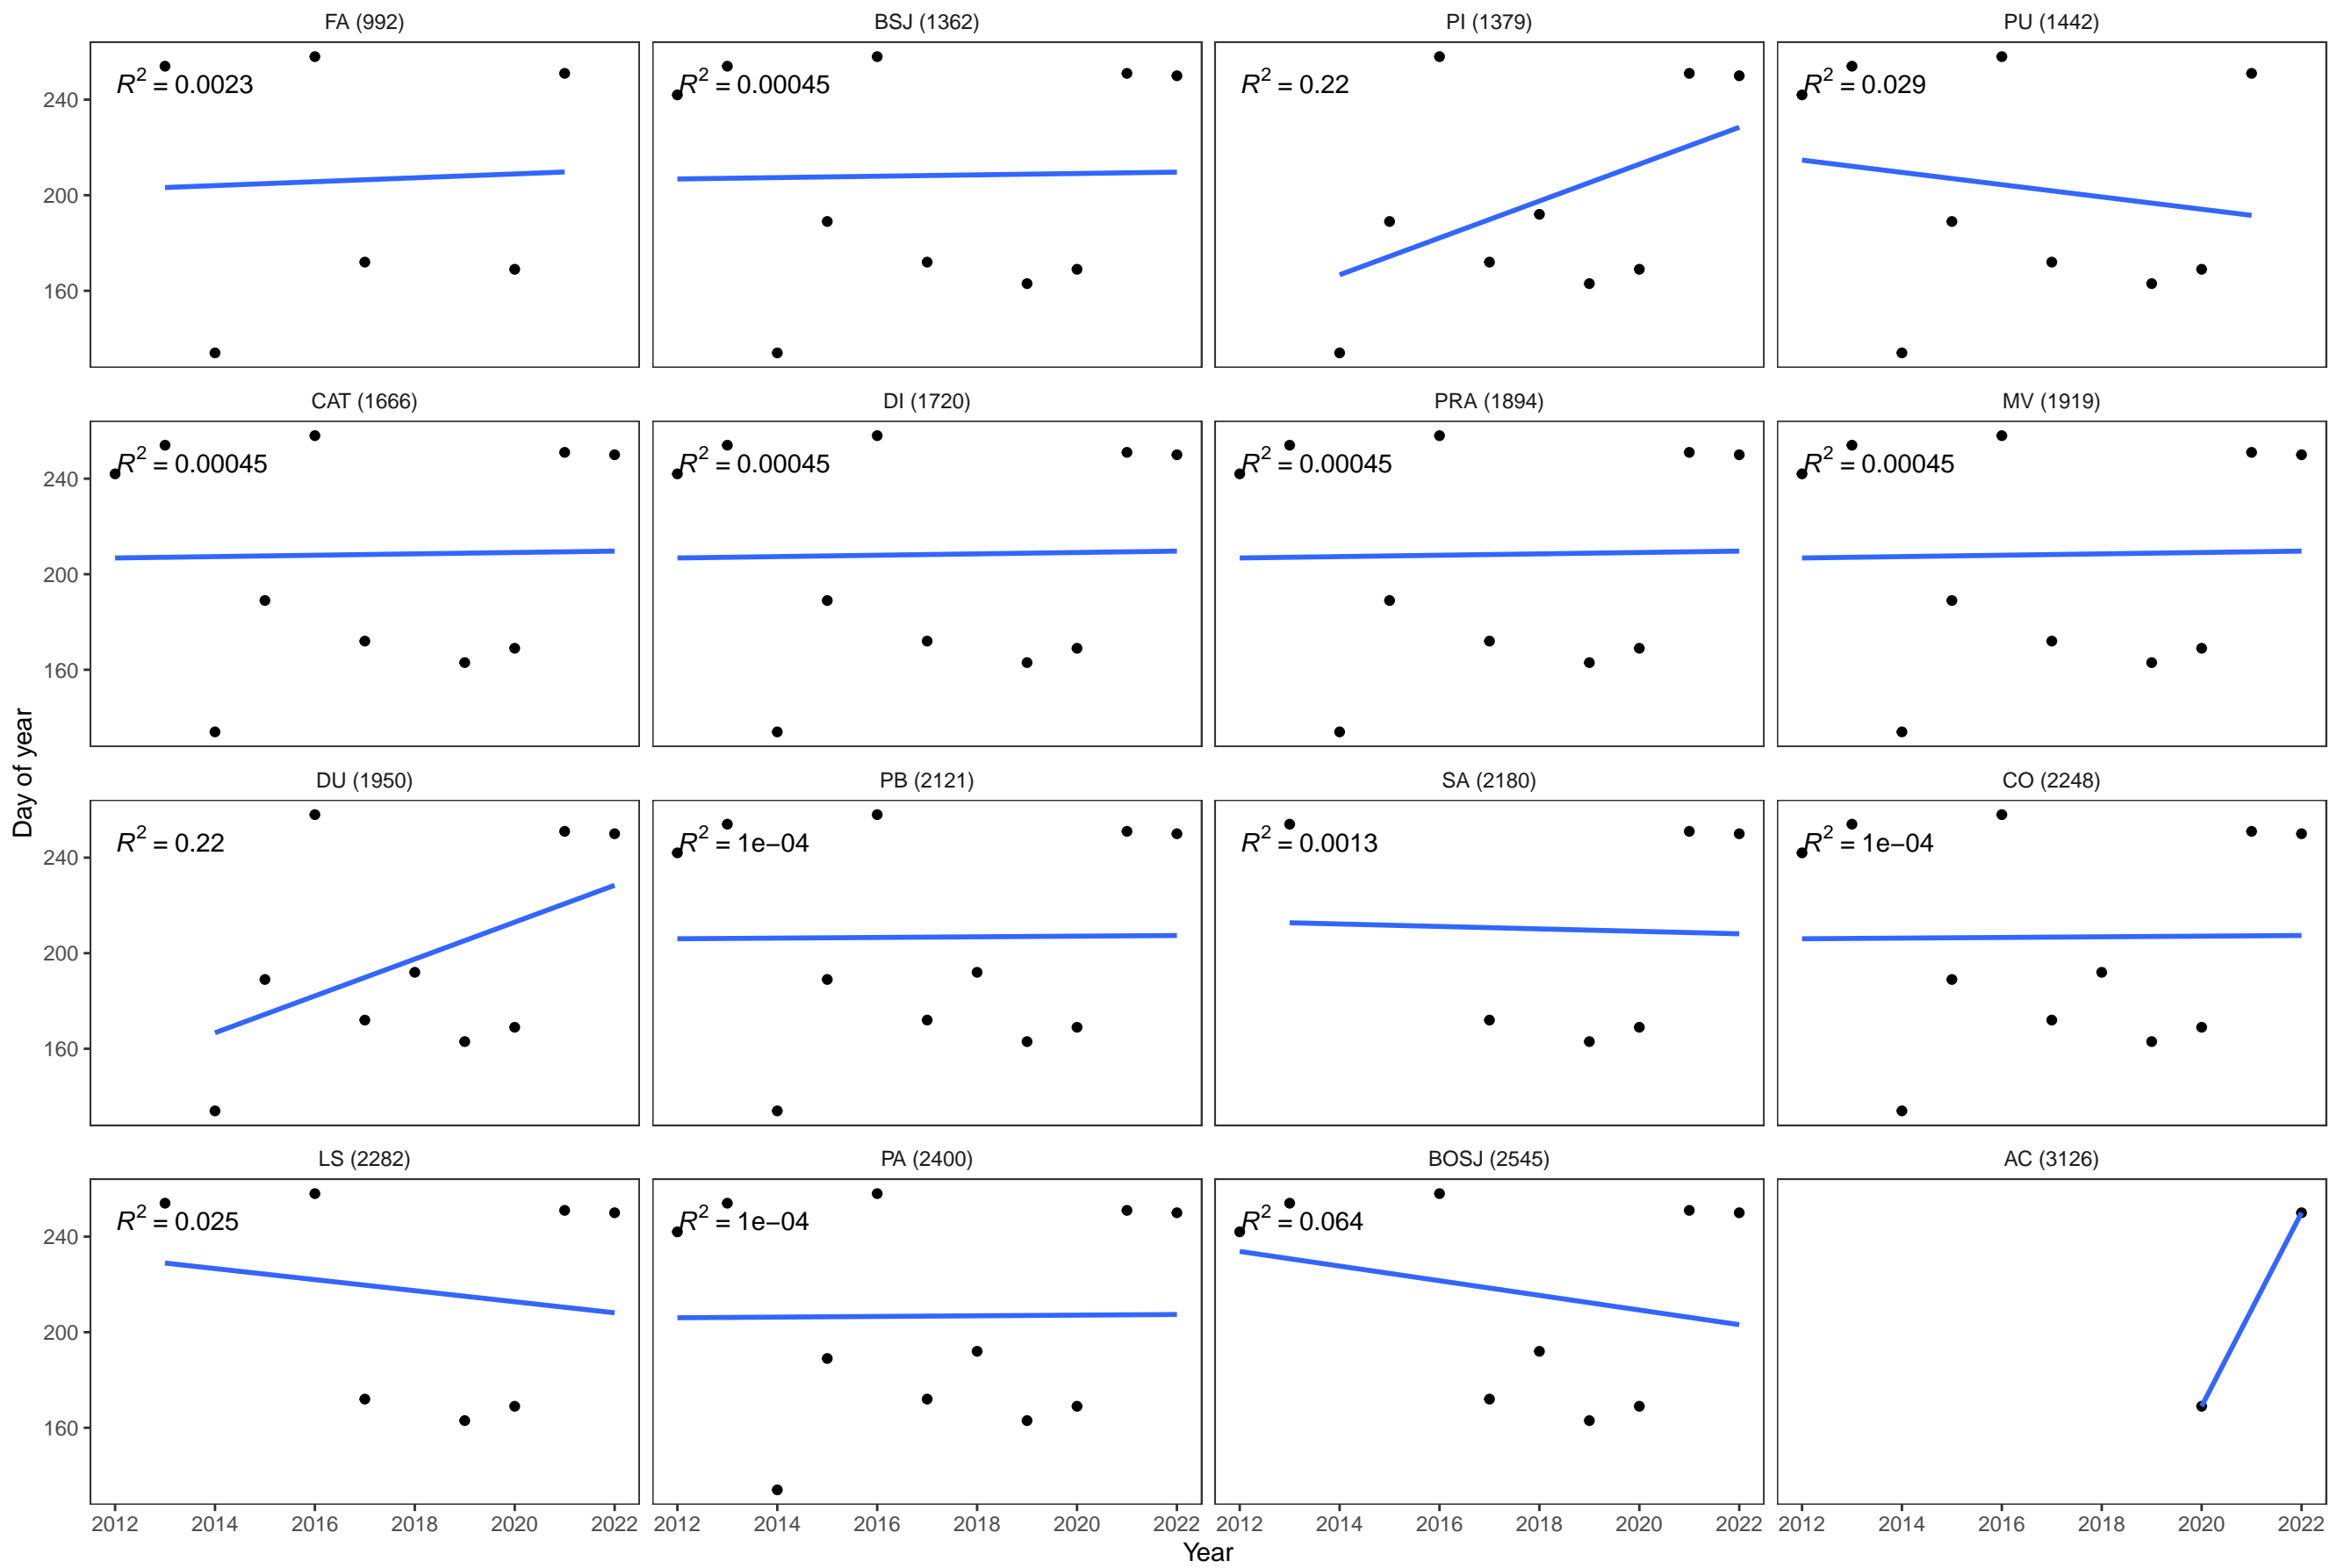 FA (992) BSJ (1362) PI (1379) PU (1442)
R2 = 0.0023 R2 = 0.00045 R2 = 0.22 R2 = 0.029
240
200
160
CAT (1666) DI (1720) PRA (1894) MV (1919)
R2 = 0.00045 R2 = 0.00045 R2 = 0.00045 R2 = 0.00045
240
200
160
Day of year
DU (1950) PB (2121) SA (2180) CO (2248)
R2 = 0.22 R2 = 1e−04 R2 = 0.0013 R2 = 1e−04
240
200
160
LS (2282) PA (2400) BOSJ (2545) AC (3126)
R2 = 0.025 R2 = 1e−04 R2 = 0.064
240
200
160
2012 2014 2016 2018 2020 2022 2012 2014 2016 2018 2020 2022 2012 2014 2016 2018 2020 2022 2012 2014 2016 2018 2020 2022
Year